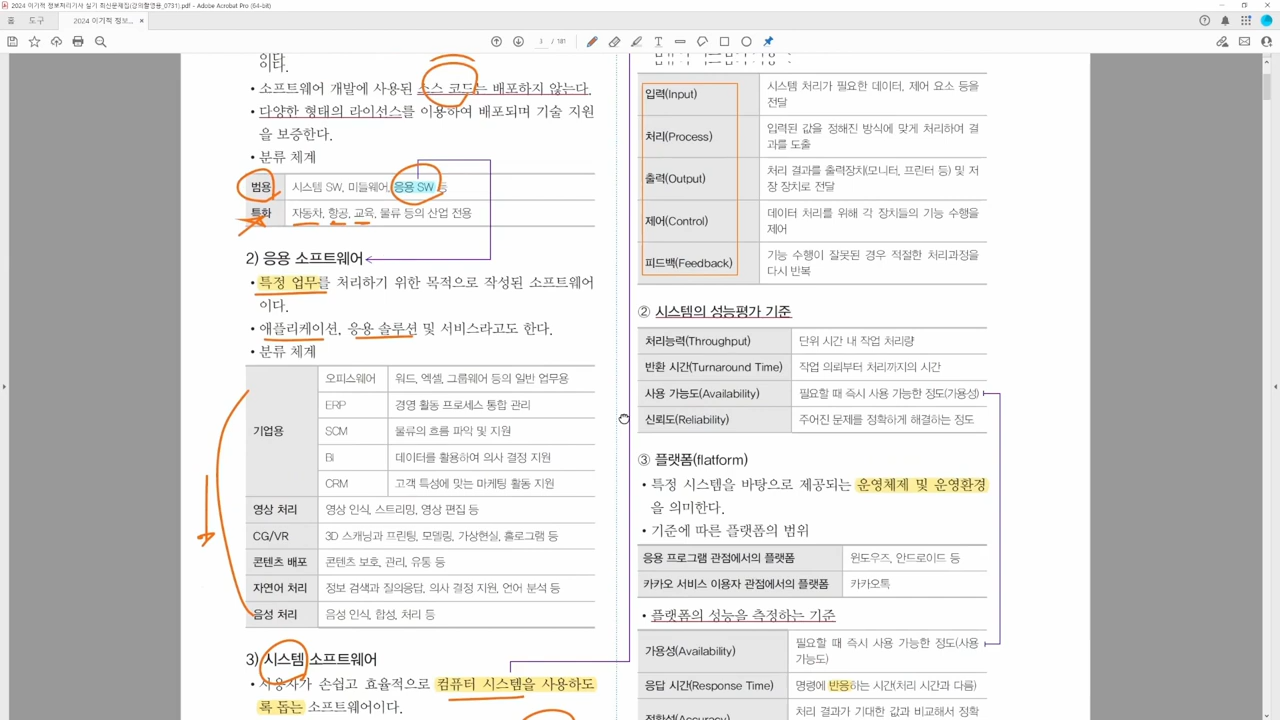 2024 이기적 정보처리기사 실기 최신문제집(강의촬영용_0731).pdf - Adobe Acrobat Pro (64-bit)
홈 도구 2024 이기적 정보... ×
3 / 181
이다.
• 소프트웨어 개발에 사용된 소스 코드는 배포하지 않는다.
• 다양한 형태의 라이선스를 이용하여 배포되며 기술 지원
을 보증한다.
• 분류 체계
범용 시스템 SW, 미들웨어, 응용 SW 등
특화 자동차, 항공, 교육, 물류 등의 산업 전용
2) 응용 소프트웨어
• 특정 업무를 처리하기 위한 목적으로 작성된 소프트웨어
이다.
• 애플리케이션, 응용 솔루션 및 서비스라고도 한다.
• 분류 체계
기업용
오피스웨어 워드, 엑셀, 그룹웨어 등의 일반 업무용
ERP 경영 활동 프로세스 통합 관리
SCM 물류의 흐름 파악 및 지원
BI 데이터를 활용하여 의사 결정 지원
CRM 고객 특성에 맞는 마케팅 활동 지원
영상 처리 영상 인식, 스트리밍, 영상 편집 등
CG/VR 3D 스캐닝과 프린팅, 모델링, 가상현실, 홀로그램 등
콘텐츠 배포 콘텐츠 보호, 관리, 유통 등
자연어 처리 정보 검색과 질의응답, 의사 결정 지원, 언어 분석 등
음성 처리 음성 인식, 합성, 처리 등
3) 시스템 소프트웨어
• 사용자가 손쉽고 효율적으로 컴퓨터 시스템을 사용하도
록 돕는 소프트웨어이다.
입력(Input) 시스템 처리가 필요한 데이터, 제어 요소 등을
전달
처리(Process) 입력된 값을 정해진 방식에 맞게 처리하여 결
과를 도출
출력(Output) 처리 결과를 출력장치(모니터, 프린터 등) 및 저
장 장치로 전달
제어(Control) 데이터 처리를 위해 각 장치들의 기능 수행을
제어
피드백(Feedback) 기능 수행이 잘못된 경우 적절한 처리과정을
다시 반복
② 시스템의 성능평가 기준
처리능력(Throughput) 단위 시간 내 작업 처리량
반환 시간(Turnaround Time) 작업 의뢰부터 처리까지의 시간
사용 가능도(Availability) 필요할 때 즉시 사용 가능한 정도(가용성)
신뢰도(Reliability) 주어진 문제를 정확하게 해결하는 정도
③ 플랫폼(flatform)
• 특정 시스템을 바탕으로 제공되는 운영체제 및 운영환경
을 의미한다.
• 기준에 따른 플랫폼의 범위
응용 프로그램 관점에서의 플랫폼 윈도우즈, 안드로이드 등
카카오 서비스 이용자 관점에서의 플랫폼 카카오톡
• 플랫폼의 성능을 측정하는 기준
가용성(Availability) 필요할 때 즉시 사용 가능한 정도(사용
가능도)
응답 시간(Response Time) 명령에 반응하는 시간(처리 시간과 다름)
정확성(Accuracy) 처리 결과가 기대한 값과 비교해서 정확